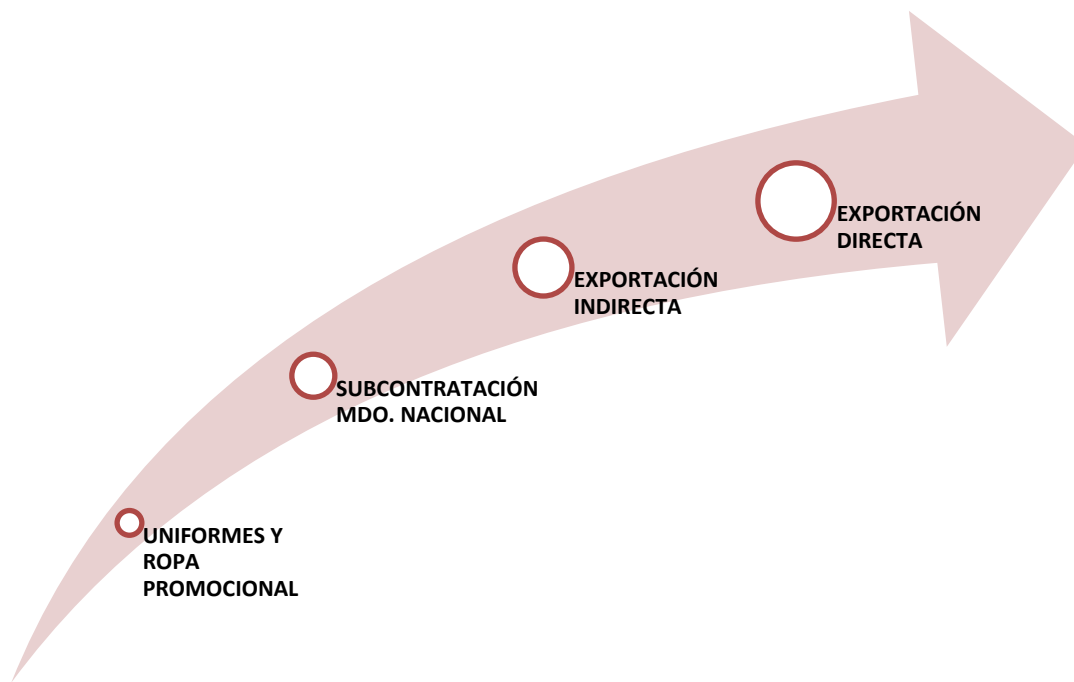 EXPORTACIÓN
DIRECTA
EXPORTACIÓN
INDIRECTA
SUBCONTRATACIÓN
MDO. NACIONAL
UNIFORMES Y
ROPA
PROMOCIONAL